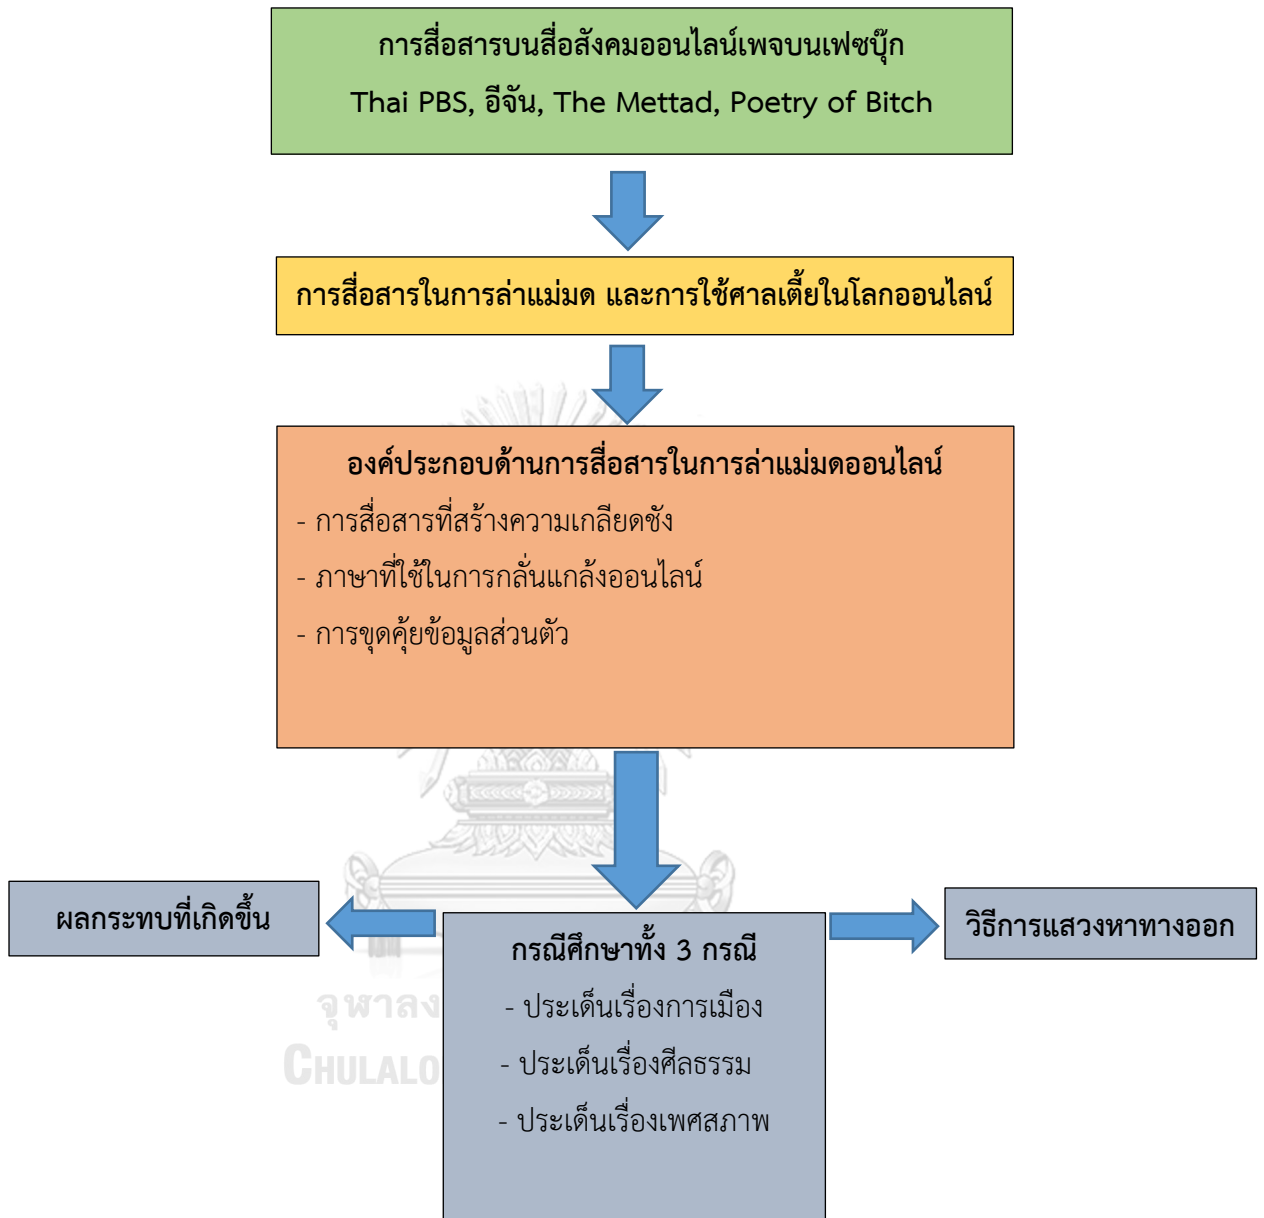 การสื่อสารบนสื่อสังคมออนไลน์เพจบนเฟซบุ๊ก
Thai PBS, อีจัน, The Mettad, Poetry of Bitch
การสื่อสารในการล่าแม่มด และการใช้ศาลเตี้ยในโลกออนไลน์
องค์ประกอบด้านการสื่อสารในการล่าแม่มดออนไลน์
- การสื่อสารที่สร้างความเกลียดชัง
- ภาษาที่ใช้ในการกลั่นแกล้งออนไลน์
- การขุดคุ้ยข้อมูลส่วนตัว
ผลกระทบที่เกิดขึ้น
กรณีศึกษาทั้ง 3 กรณี
- ประเด็นเรื่องการเมือง
- ประเด็นเรื่องศีลธรรม
- ประเด็นเรื่องเพศสภาพ
วิธีการแสวงหาทางออก
จุฬาลง
CHULALO